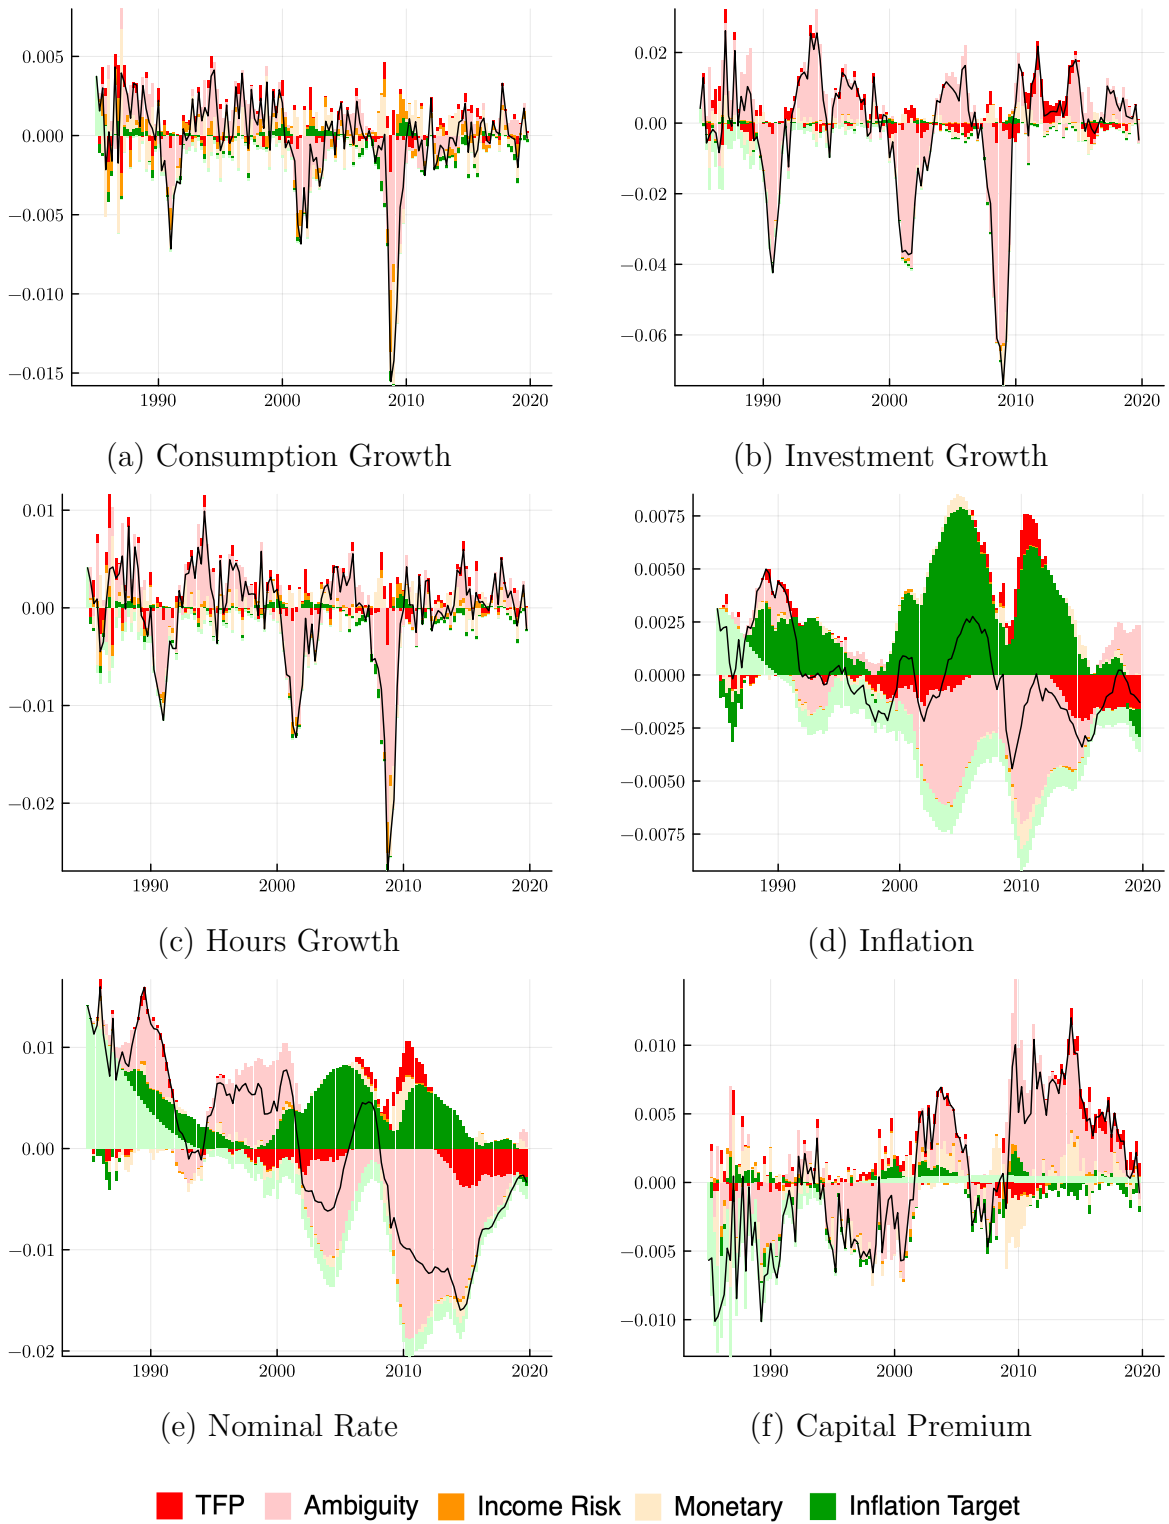 0.005
0.000
−0.005
−0.010
−0.015
1990 2000 2010 2020
(a) Consumption Growth
0.02
0.00
−0.02
−0.04
−0.06
1990 2000 2010 2020
(b) Investment Growth
0.01
0.00
−0.01
−0.02
1990 2000 2010 2020
(c) Hours Growth
0.0075
0.0050
0.0025
0.0000
−0.0025
−0.0050
−0.0075
1990 2000 2010 2020
(d) Inflation
0.01
0.00
−0.01
−0.02
1990 2000 2010 2020
(e) Nominal Rate
0.010
0.005
0.000
−0.005
−0.010
1990 2000 2010 2020
(f) Capital Premium
TFP Ambiguity Income Risk Monetary Inflation Target